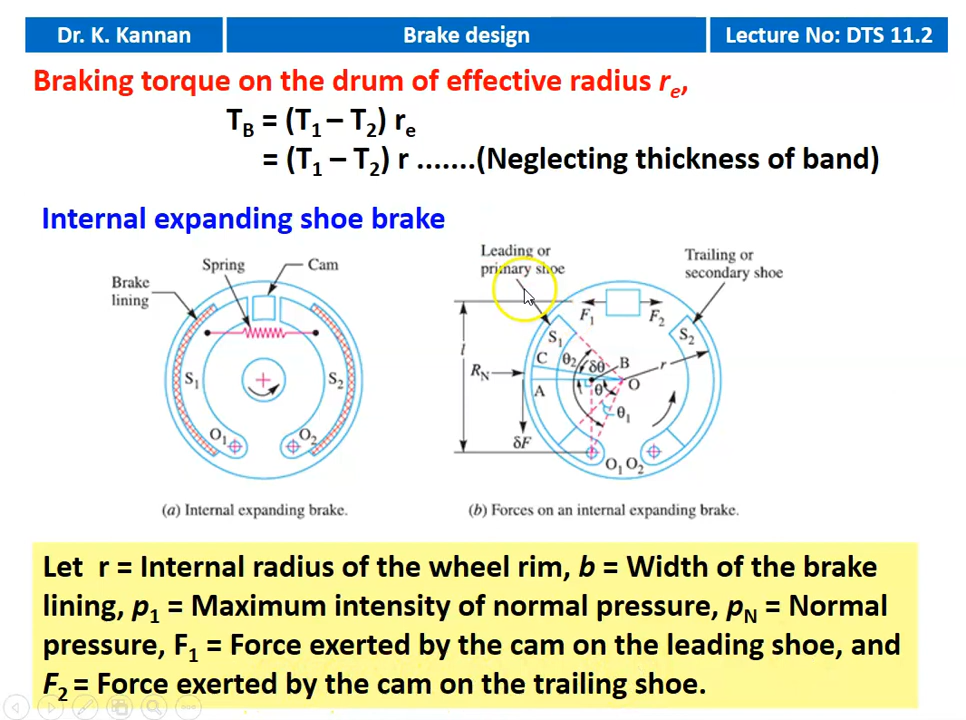 Dr. K. Kannan
Brake design
Lecture No: DTS 11.2
Braking torque on the drum of effective radius re,
TB = (T1 – T2) re
= (T1 – T2) r .......(Neglecting thickness of band)
Internal expanding shoe brake
Spring
Cam
Brake
lining
S1
S2
O1
O2
(a) Internal expanding brake.
Leading or
primary shoe
Trailing or
secondary shoe
F1
F2
S1
S2
l
C
θ2
δθ
B
r
RN
A
θ
O
θ1
δF
O1
O2
(b) Forces on an internal expanding brake.
Let r = Internal radius of the wheel rim, b = Width of the brake
lining, p1 = Maximum intensity of normal pressure, pN = Normal
pressure, F1 = Force exerted by the cam on the leading shoe, and
F2 = Force exerted by the cam on the trailing shoe.